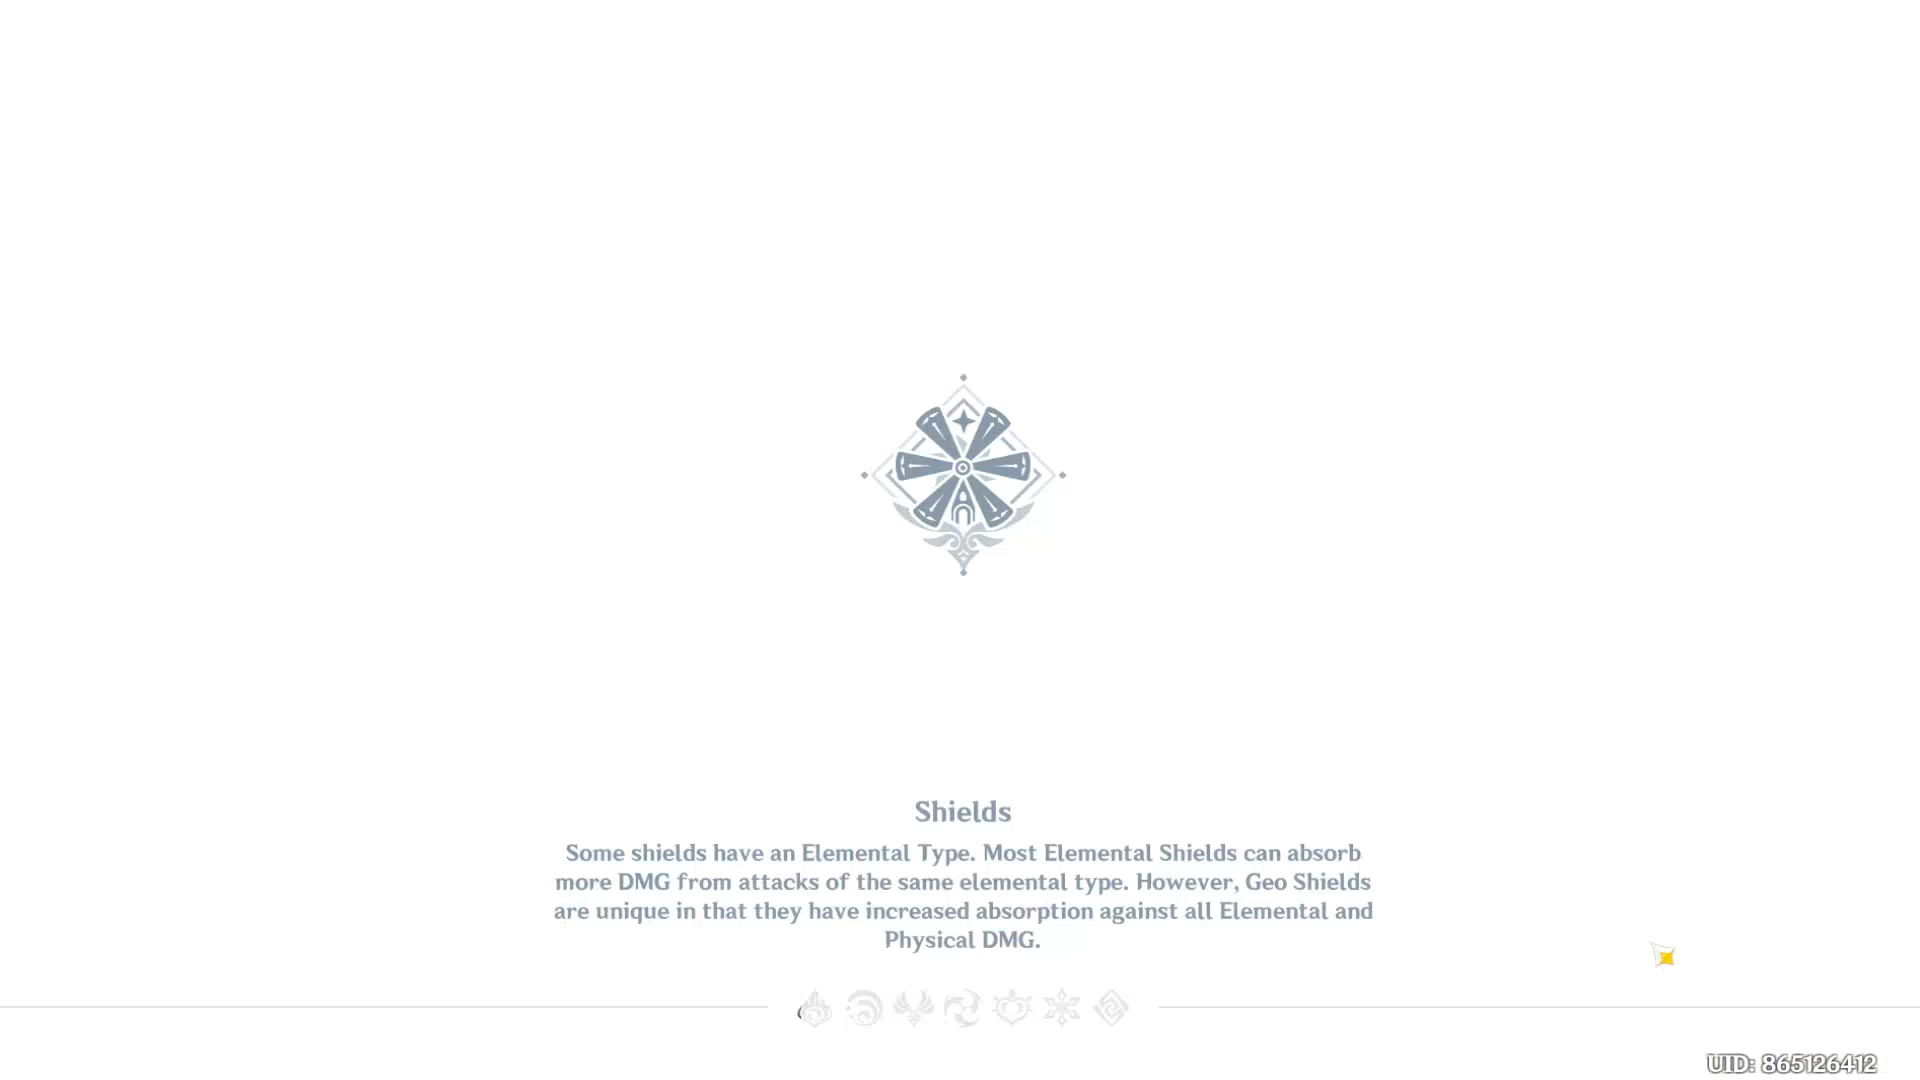 Shields
Some shields have an Elemental Type. Most Elemental Shields can absorb
more DMG from attacks of the same elemental type. However, Geo Shields
are unique in that they have increased absorption against all Elemental and
Physical DMG.
UID: 865126412